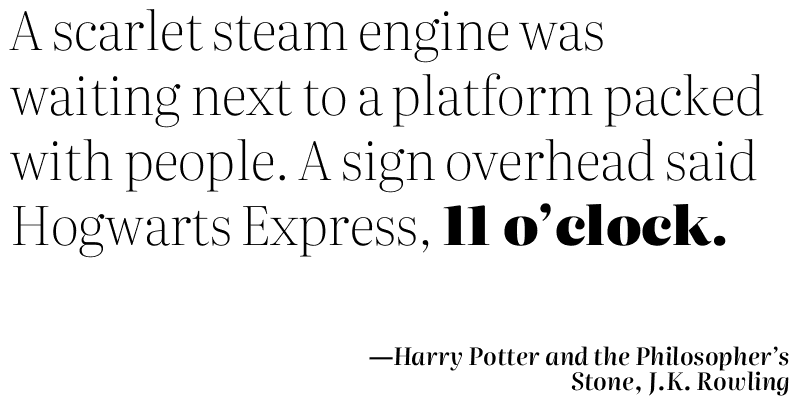 A scarlet steam engine was
waiting next to a platform packed
with people. A sign overhead said
Hogwarts Express, 11 o’clock.
—Harry Potter and the Philosopher’s
Stone, J.K. Rowling